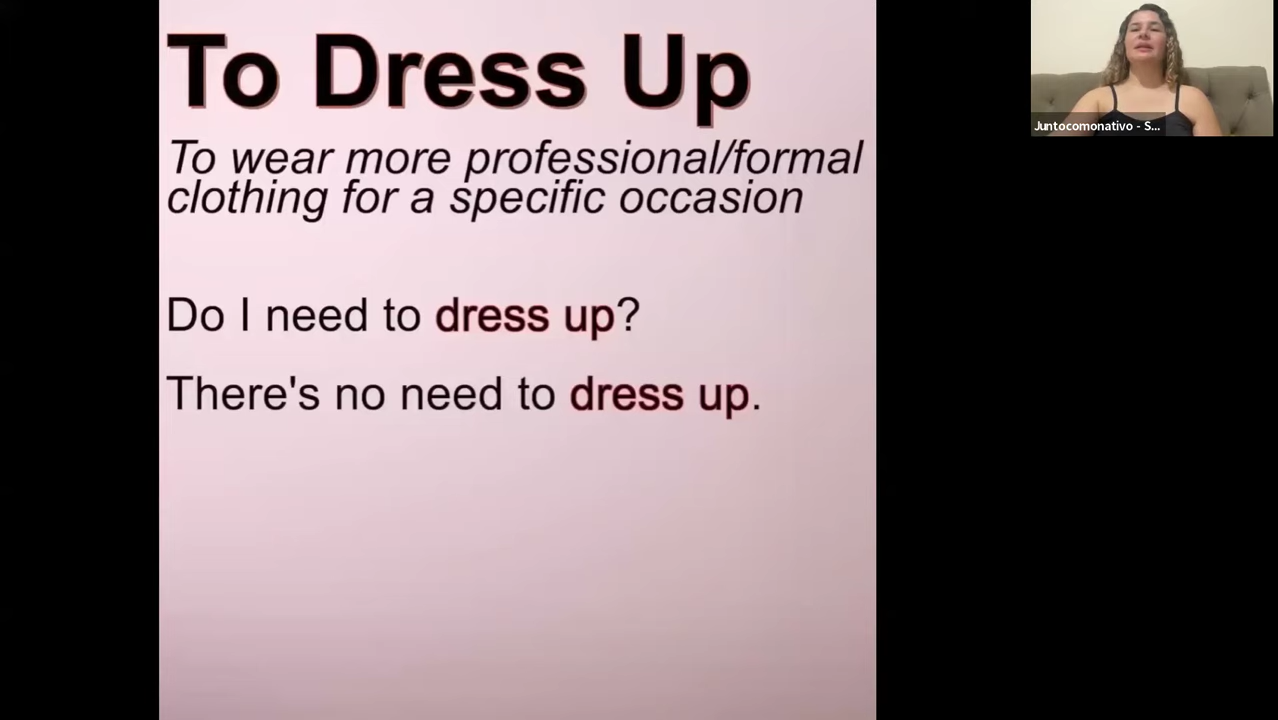 To Dress Up
To wear more professional/formal
clothing for a specific occasion
Do I need to dress up?
There's no need to dress up.
Juntocomonativo - S...